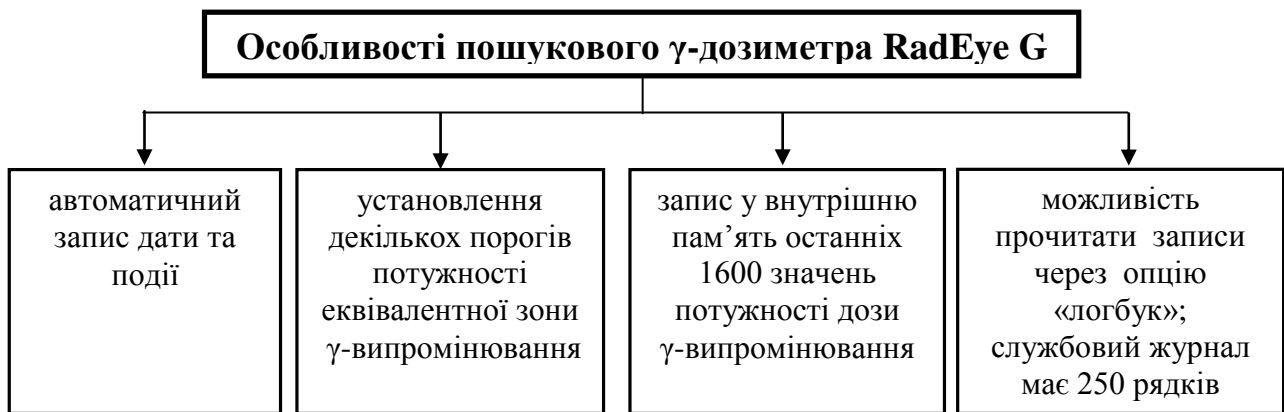 Особливості пошукового γ-дозиметра RadEye G
автоматичний
запис дати та
події
установлення
декількох порогів
потужності
еквівалентної зони
γ-випромінювання
запис у внутрішню
пам’ять останніх
1600 значень
потужності дози
γ-випромінювання
можливість
прочитати записи
через опцію
«логбук»;
службовий журнал
має 250 рядків